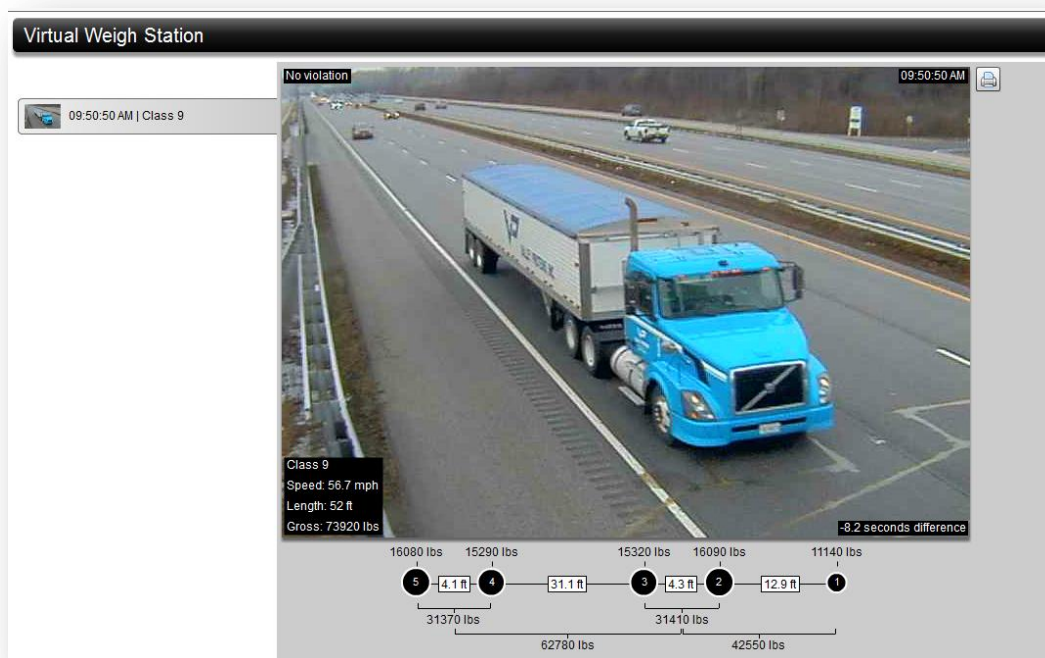 Virtual Weigh Station
No violation
09:50:50 AM
09:50:50 AM | Class 9
Class 9
Speed: 56.7 mph
Length: 52 ft
Gross: 73920 lbs
-8.2 seconds difference
16080 lbs 15290 lbs 15320 lbs 16090 lbs 11140 lbs
5 4.1 ft 4 31.1 ft 3 4.3 ft 2 12.9 ft 1
31370 lbs 31410 lbs
62780 lbs 42550 lbs